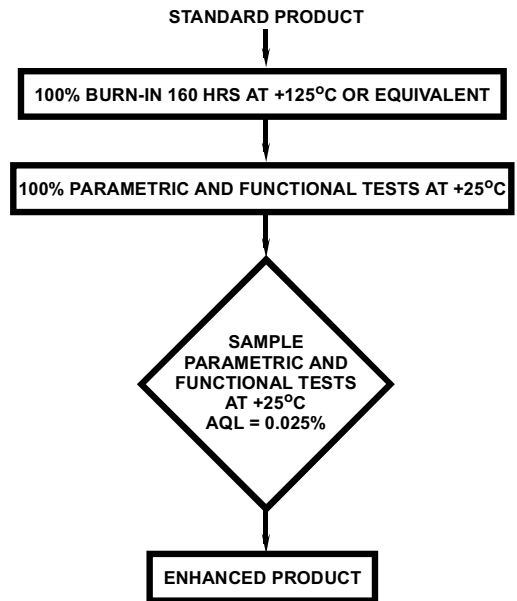 STANDARD PRODUCT
100% BURN-IN 160 HRS AT +125°C OR EQUIVALENT
100% PARAMETRIC AND FUNCTIONAL TESTS AT +25°C
SAMPLE
PARAMETRIC AND
FUNCTIONAL TESTS
AT +25°C
AQL = 0.025%
ENHANCED PRODUCT